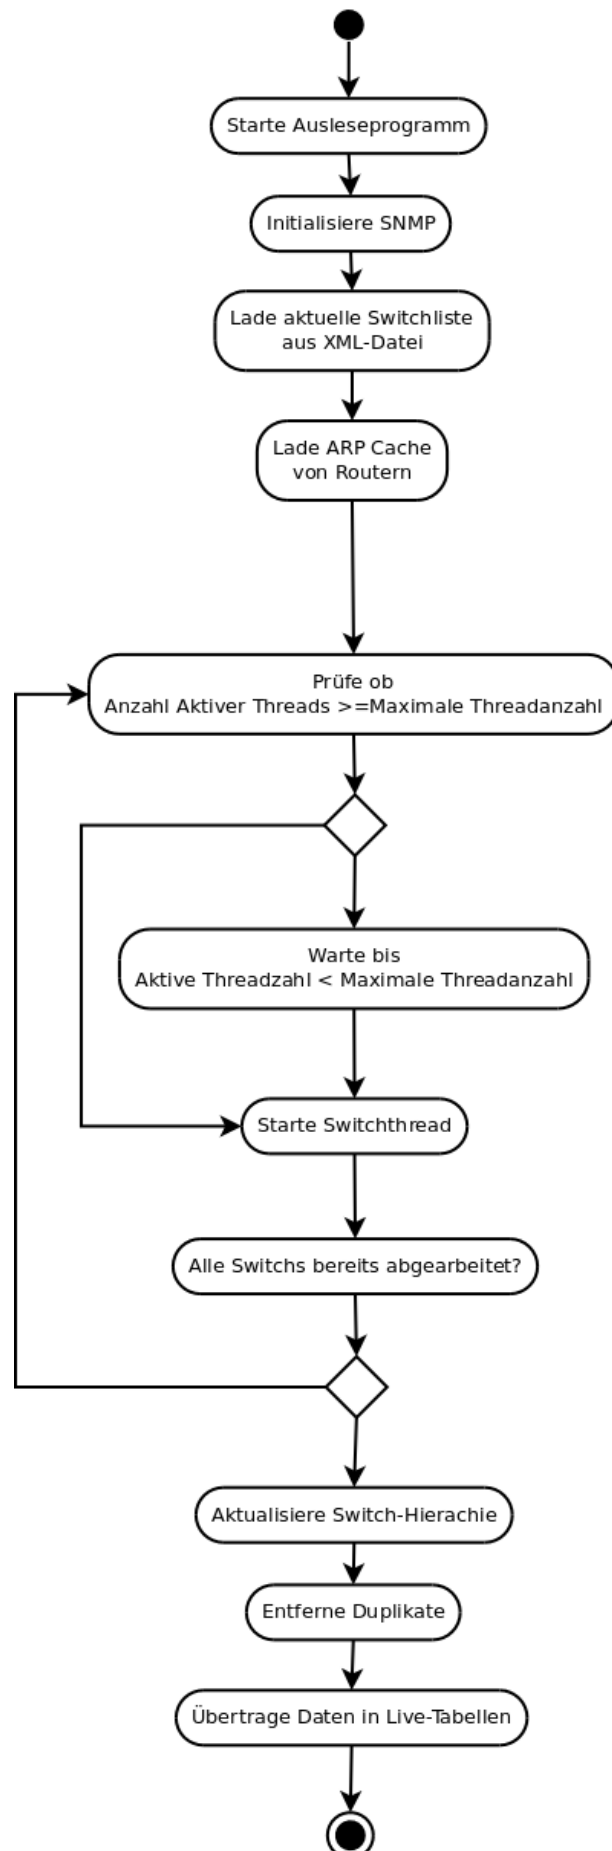 Starte Ausleseprogramm
Initialisiere SNMP
Lade aktuelle Switchliste
aus XML-Datei
Lade ARP Cache
von Routern
Prüfe ob
Anzahl Aktiver Threads >=Maximale Threadanzahl
Warte bis
Aktive Threadzahl < Maximale Threadanzahl
Starte Switchthread
Alle Switchs bereits abgearbeitet?
Aktualisiere Switch-Hierachie
Entferne Duplikate
Übertrage Daten in Live-Tabellen